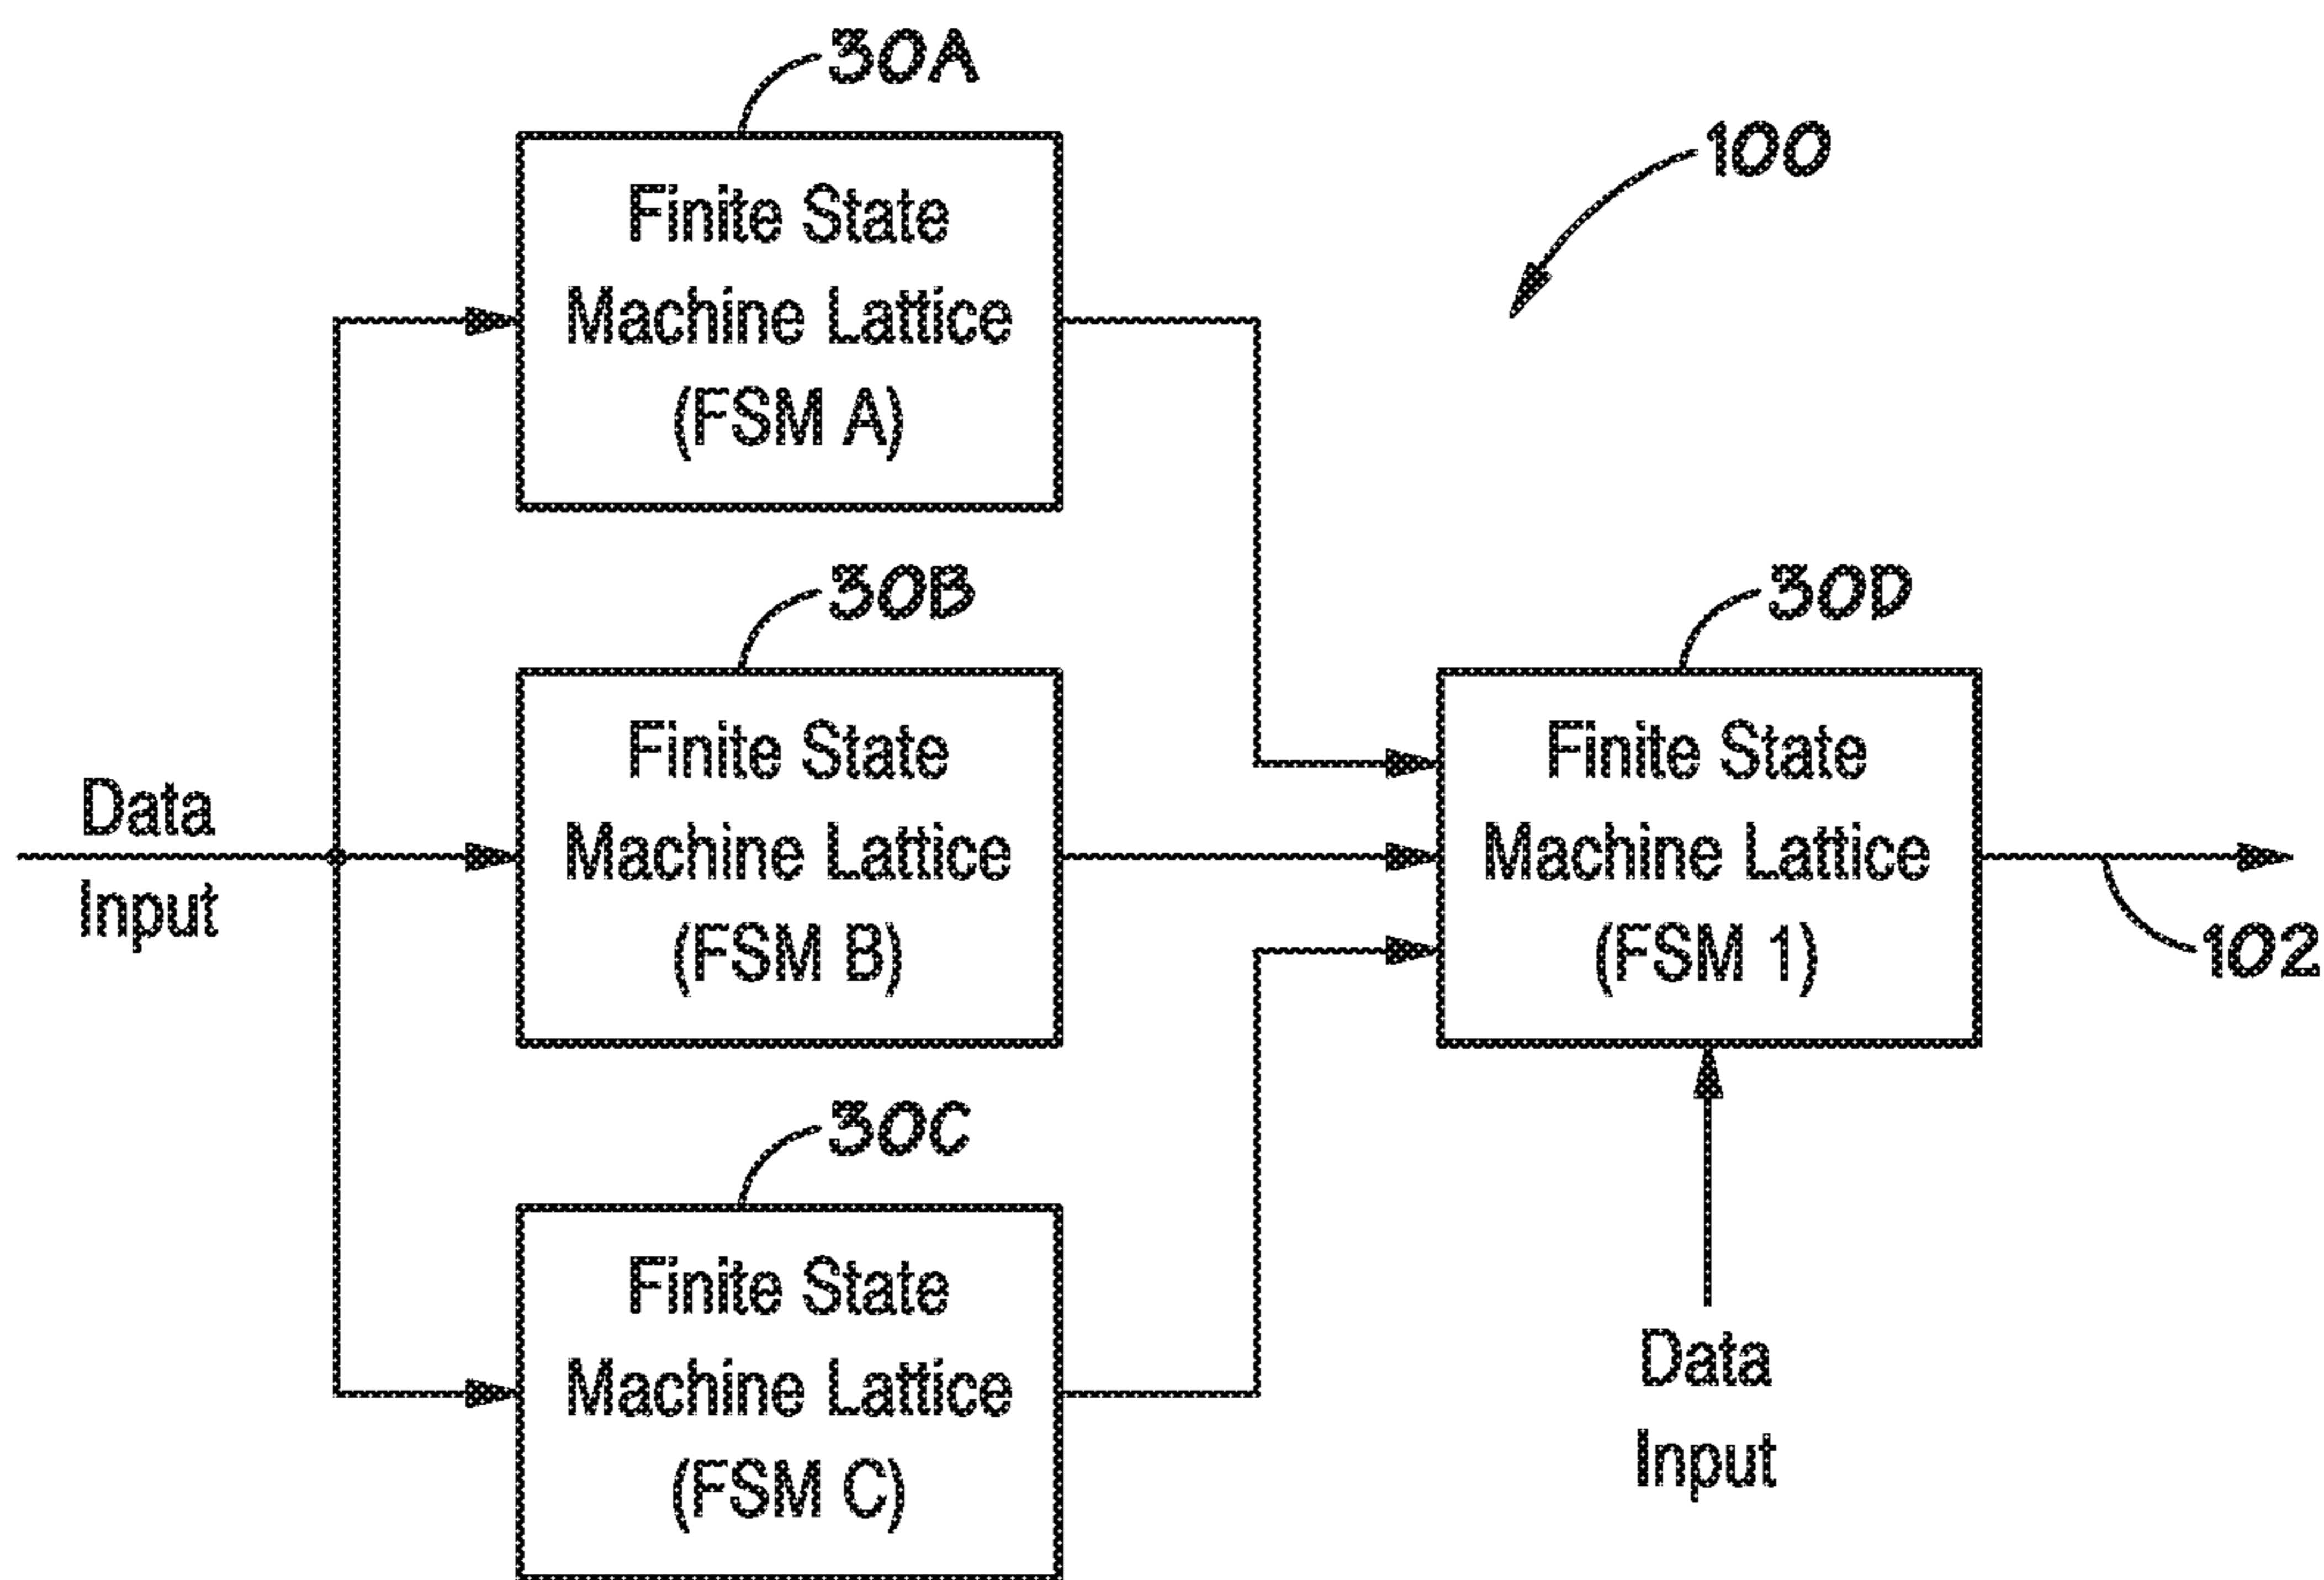 30A
100
Finite State
Machine Lattice
(FSM A)
30B
30D
Finite State
Machine Lattice
(FSM B)
Finite State
Machine Lattice
(FSM 1)
Data
Input
102
30C
Finite State
Machine Lattice
(FSM C)
Data
Input